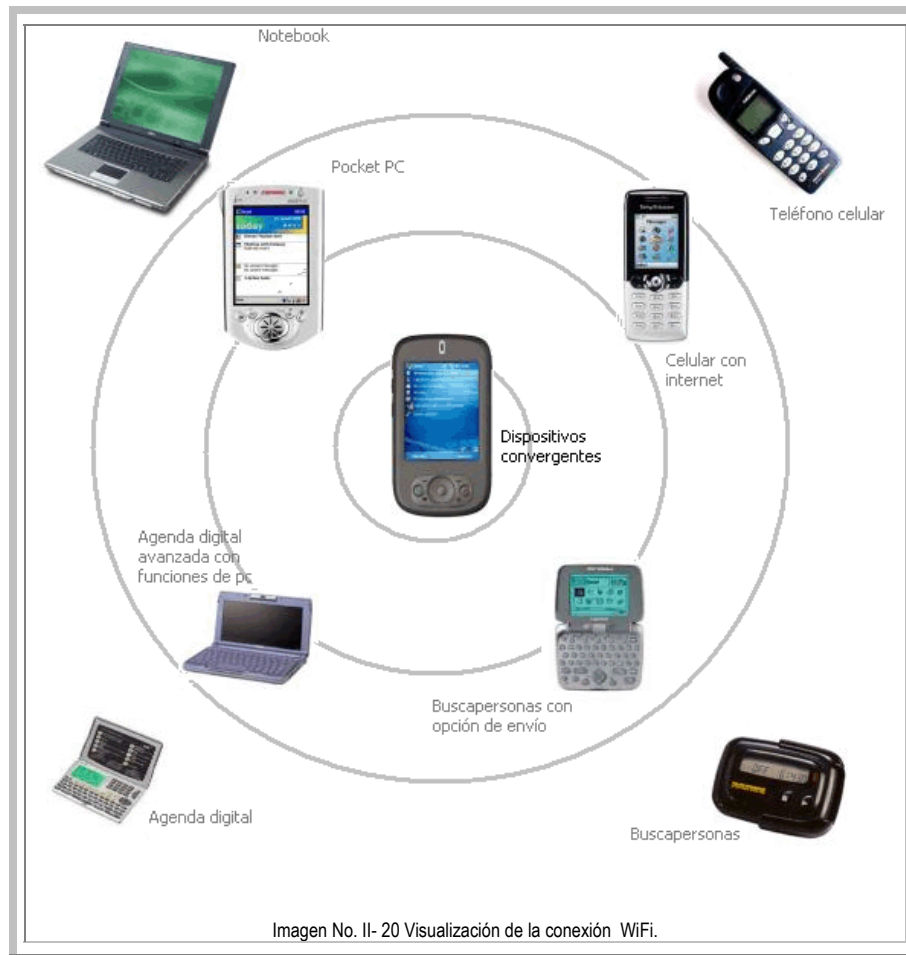 Notebook
Pocket PC
Teléfono celular
Celular con
internet
Dispositivos
convergentes
Agenda digital
avanzada con
funciones de pc
Buscapersonas con
opción de envío
Agenda digital
Buscapersonas
Imagen No. II- 20 Visualización de la conexión  WiFi.